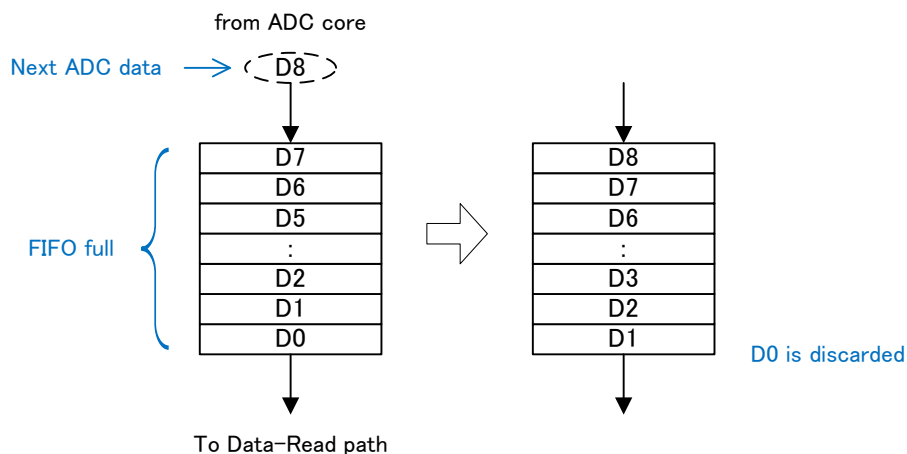 from ADC core
Next ADC data
D8
D7
D6
D5
:
D2
D1
D0
FIFO full
To Data-Read path
D8
D7
D6
:
D3
D2
D1
D0 is discarded